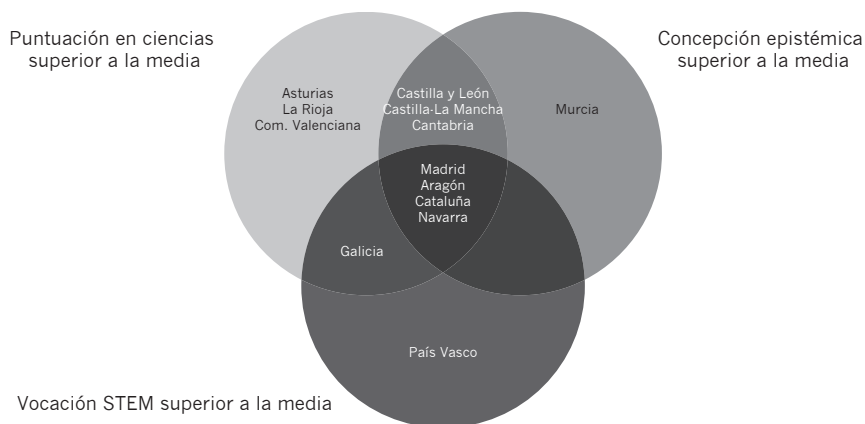 Puntuación en ciencias
superior a la media
Concepción epistémica
superior a la media
Asturias
La Rioja
Com. Valenciana
Castilla y León
Castilla-La Mancha
Cantabria
Murcia
Madrid
Aragón
Cataluña
Navarra
Galicia
País Vasco
Vocación STEM superior a la media